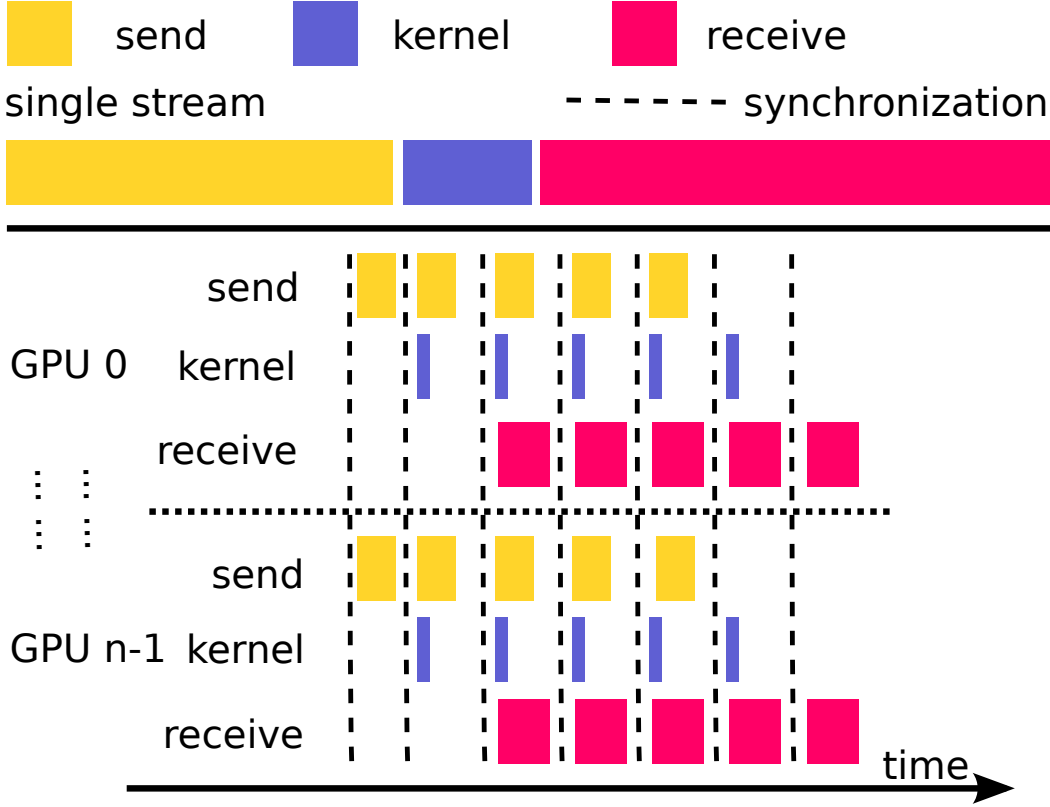 send kernel receive
single stream synchronization
send
GPU 0 kernel
receive
send
GPU n-1 kernel
receive
time